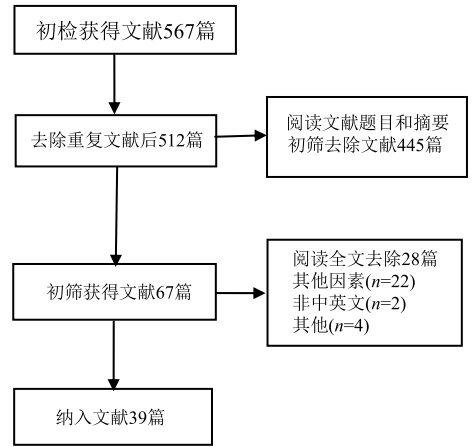 初检获得文献567篇
去除重复文献后512篇
阅读文献题目和摘要
初筛去除文献445篇
初筛获得文献67篇
阅读全文去除28篇
其他因素(n=22)
非中英文(n=2)
其他(n=4)
纳入文献39篇